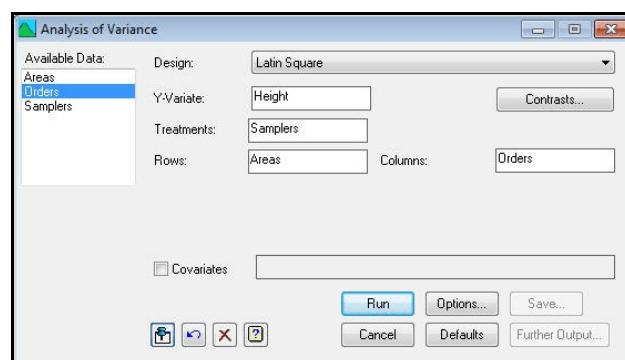 Analysis of Variance
Available Data:
Areas
Orders
Samplers
Design:
Latin Square
Y-Variate:
Height
Contrasts...
Treatments:
Samplers
Rows:
Areas
Columns:
Orders
Covariates
Run
Options...
Save...
Cancel
Defaults
Further Output...